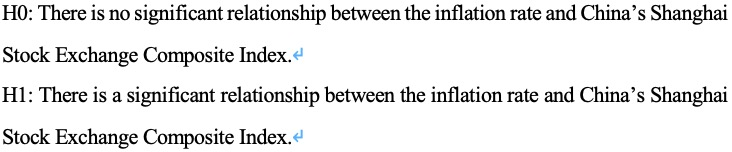 H0: There is no significant relationship between the inflation rate and China’s Shanghai
Stock Exchange Composite Index.↵
H1: There is a significant relationship between the inflation rate and China’s Shanghai
Stock Exchange Composite Index.↵